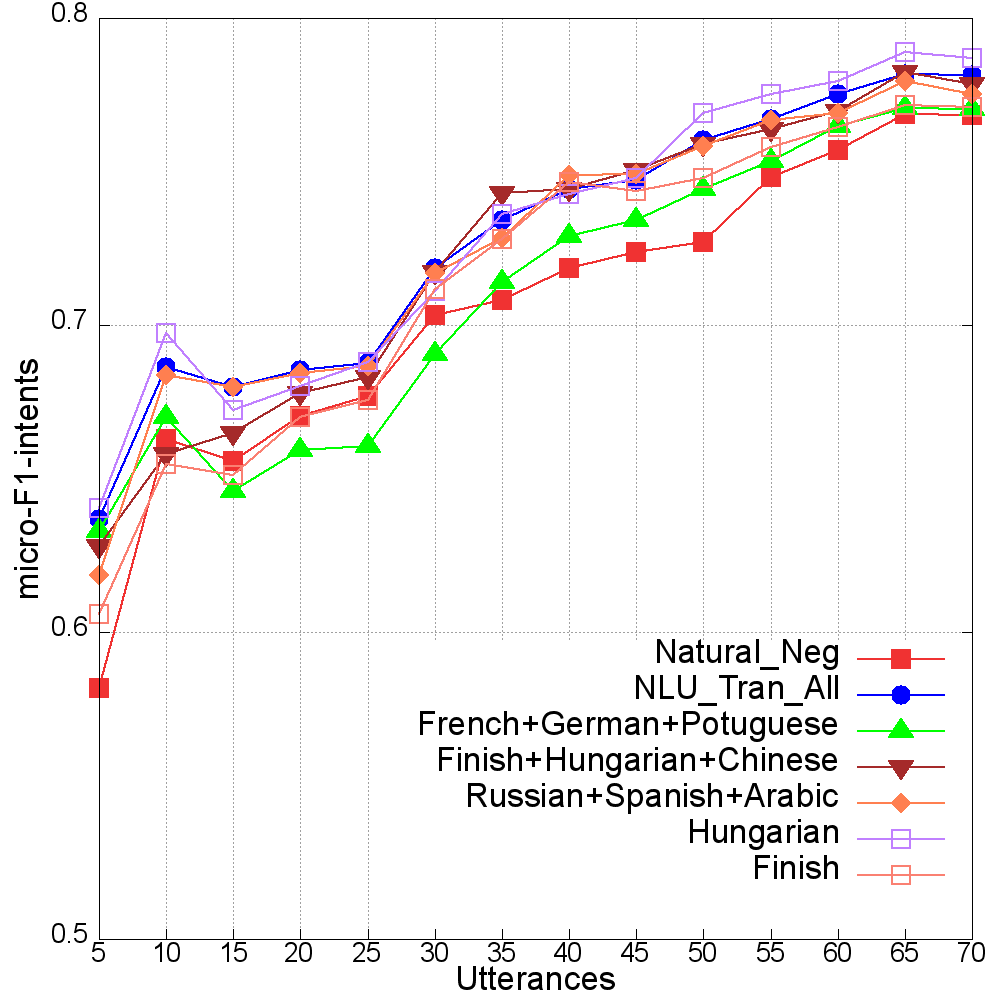 0.8
0.7
0.6
0.5
micro-F1-intents
Natural_Neg
NLU_Tran_All
French+German+Potuguese
Finish+Hungarian+Chinese
Russian+Spanish+Arabic
Hungarian
Finish
5 10 15 20 25 30 35 40 45 50 55 60 65 70
Utterances